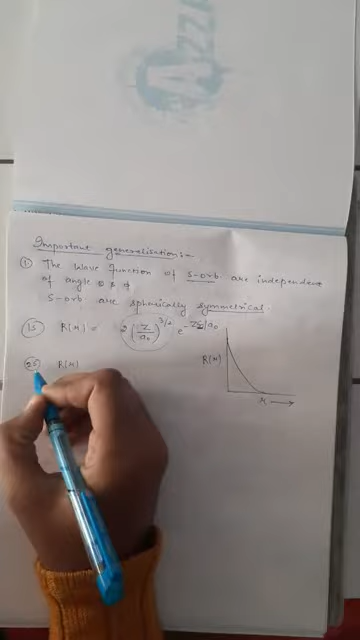 Important generalisation:-
① The wave function of s-orb. are independent
of angle θ & φ
s-orb are spherically symmetrical.
1s R(r) = 2 (Z/a₀)^3/2 e^-Zr/a₀
R(r)
r →
2s R(r)